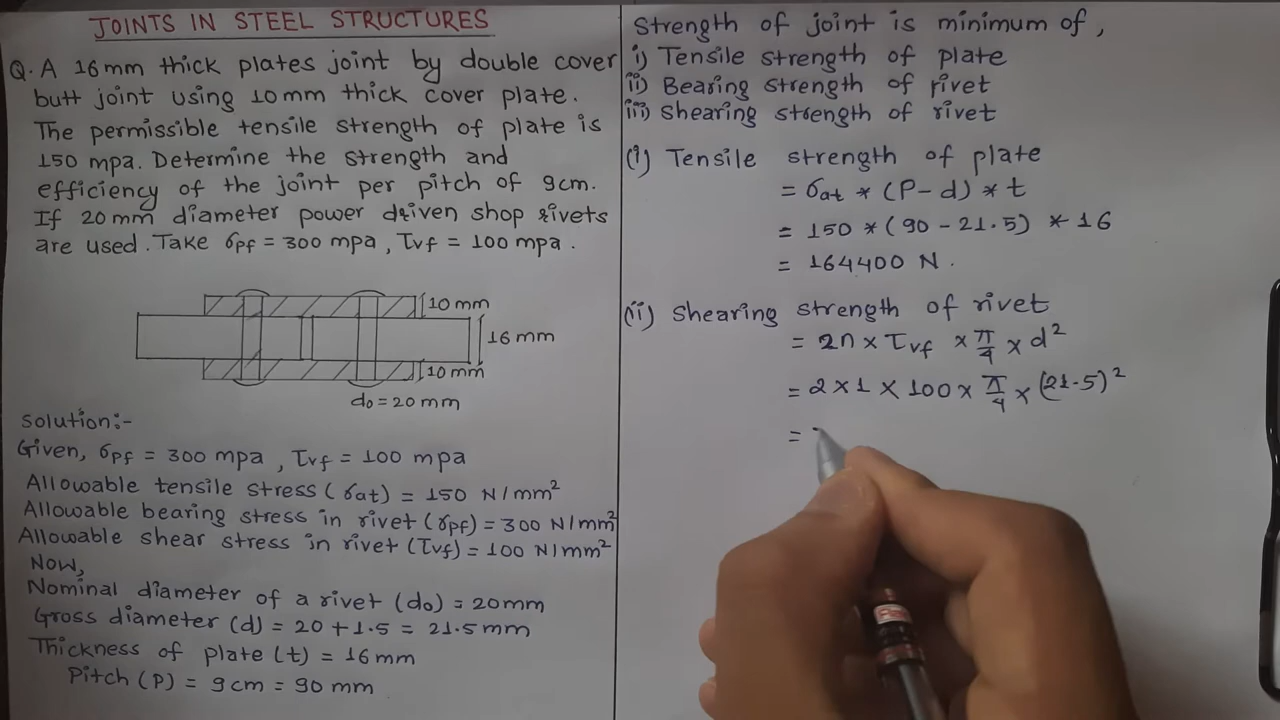 JOINTS IN STEEL STRUCTURES
Q. A 16mm thick plates joint by double cover
butt joint using 10mm thick cover plate.
The permissible tensile strength of plate is
150 mpa. Determine the strength and
efficiency of the joint per pitch of 9cm.
If 20mm diameter power driven shop rivets
are used. Take σpf = 300 mpa, τvf = 100 mpa.
10 mm
16 mm
10 mm
do = 20 mm
Solution:-
Given, σpf = 300 mpa, τvf = 100 mpa
Allowable tensile stress (σat) = 150 N/mm²
Allowable bearing stress in rivet (σpf) = 300 N/mm²
Allowable shear stress in rivet (τvf) = 100 N/mm²
Now,
Nominal diameter of a rivet (do) = 20mm
Gross diameter (d) = 20 + 1.5 = 21.5 mm
Thickness of plate (t) = 16 mm
Pitch (P) = 9 cm = 90 mm
Strength of joint is minimum of,
i) Tensile strength of plate
ii) Bearing strength of rivet
iii) Shearing strength of rivet
(i) Tensile strength of plate
= σat * (P - d) * t
= 150 * (90 - 21.5) * 16
= 164400 N.
(ii) Shearing strength of rivet
= 2n × τvf × π/4 × d²
= 2 × 1 × 100 × π/4 × (21.5)²
=